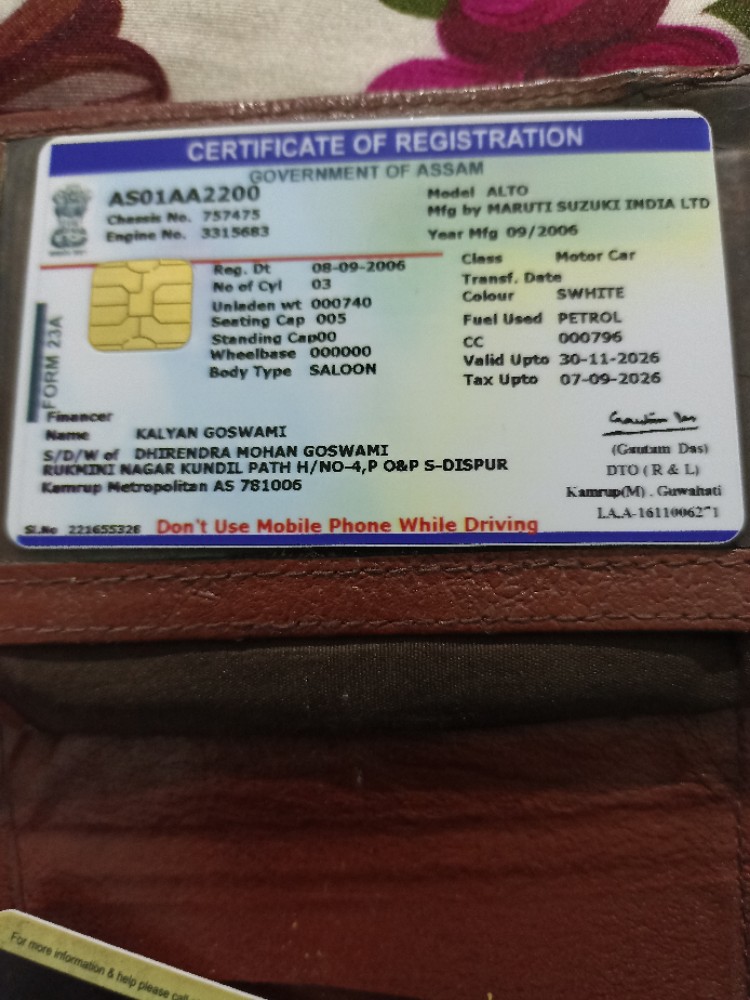 CERTIFICATE OF REGISTRATION
GOVERNMENT OF ASSAM
AS01AA2200
Chassis No. 757475
Engine No. 3315683
Model ALTO
Mfg by MARUTI SUZUKI INDIA LTD
Year Mfg 09/2006
Reg. Dt 08-09-2006
No of Cyl 03
Unladen wt 000740
Seating Cap 005
Standing Cap00
Wheelbase 000000
Body Type SALOON
Class Motor Car
Transf. Date
Colour SWHITE
Fuel Used PETROL
CC 000796
Valid Upto 30-11-2026
Tax Upto 07-09-2026
FORM 23A
Financer
Name KALYAN GOSWAMI
S/D/W of DHIRENDRA MOHAN GOSWAMI
RUKMINI NAGAR KUNDIL PATH H/NO-4,P O&P S-DISPUR
Kamrup Metropolitan AS 781006
(Gautam Das)
DTO ( R & L)
Kamrup(M) . Guwahati
Sl.No 221655326
Don't Use Mobile Phone While Driving
For more information & help please call